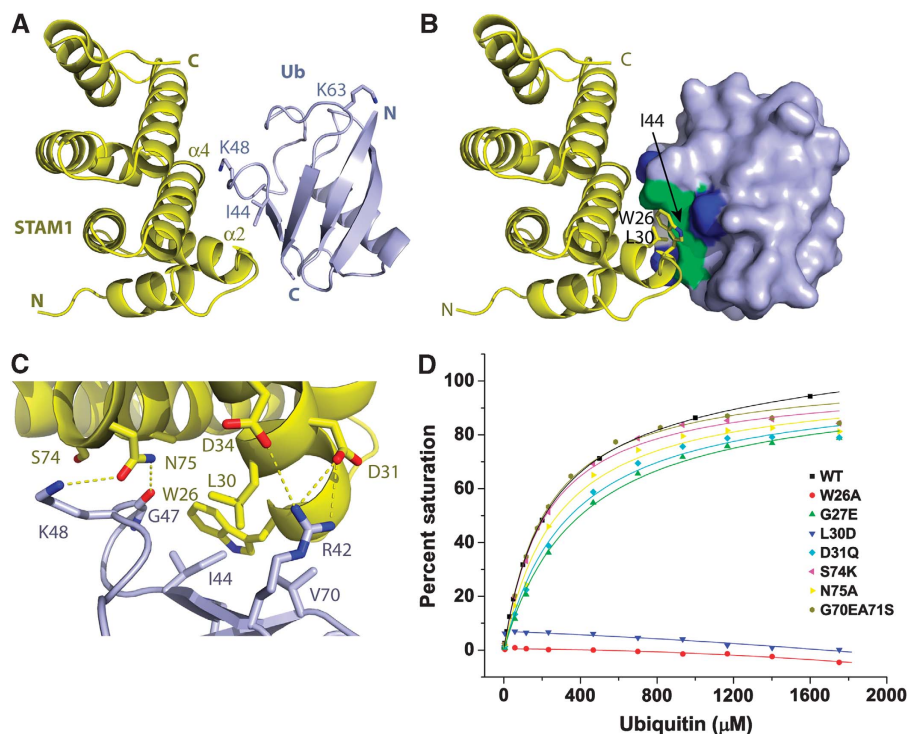 A
C
Ub
K63
N
K48
α4
I44
STAM1
α2
N
C
B
C
I44
W26
L30
N
C
D34
S74
N75
D31
L30
W26
K48
G47
R42
I44
V70
D
Percent saturation
100
80
60
40
20
0
WT
W26A
G27E
L30D
D31Q
S74K
N75A
G70EA71S
0 400 800 1200 1600 2000
Ubiquitin (μM)